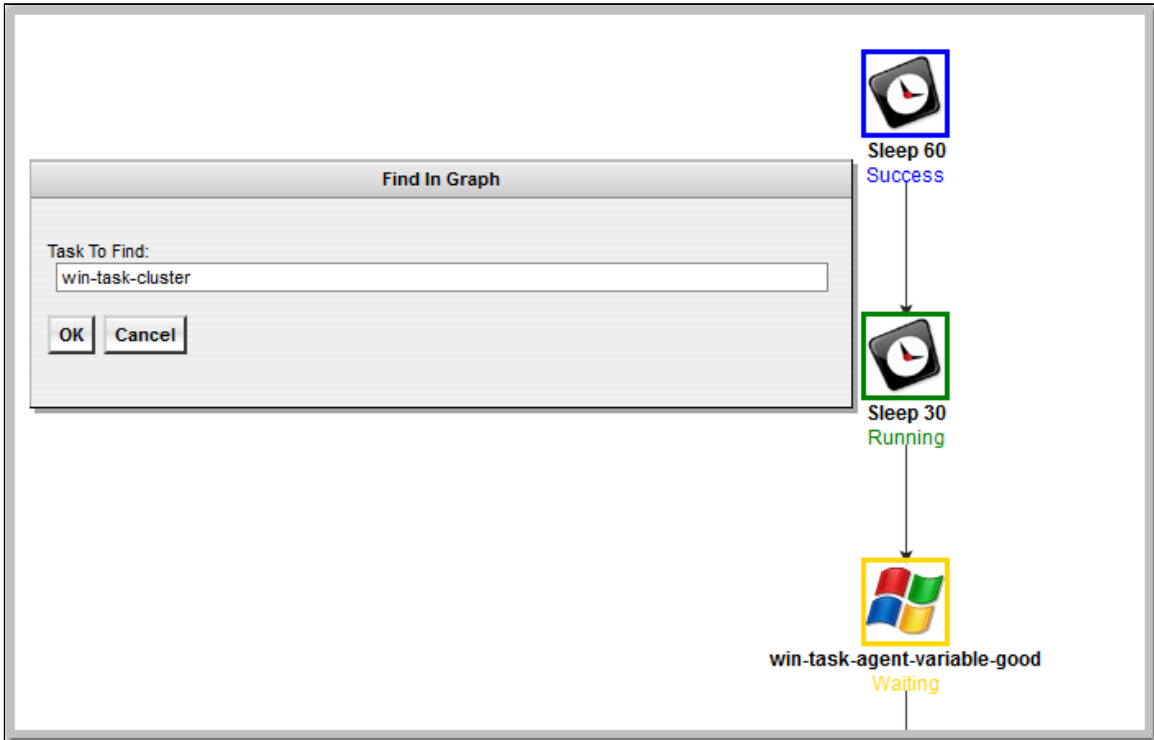 Sleep 60
Success
Find In Graph
Task To Find:
win-task-cluster
OK
Cancel
Sleep 30
Running
win-task-agent-variable-good
Waiting